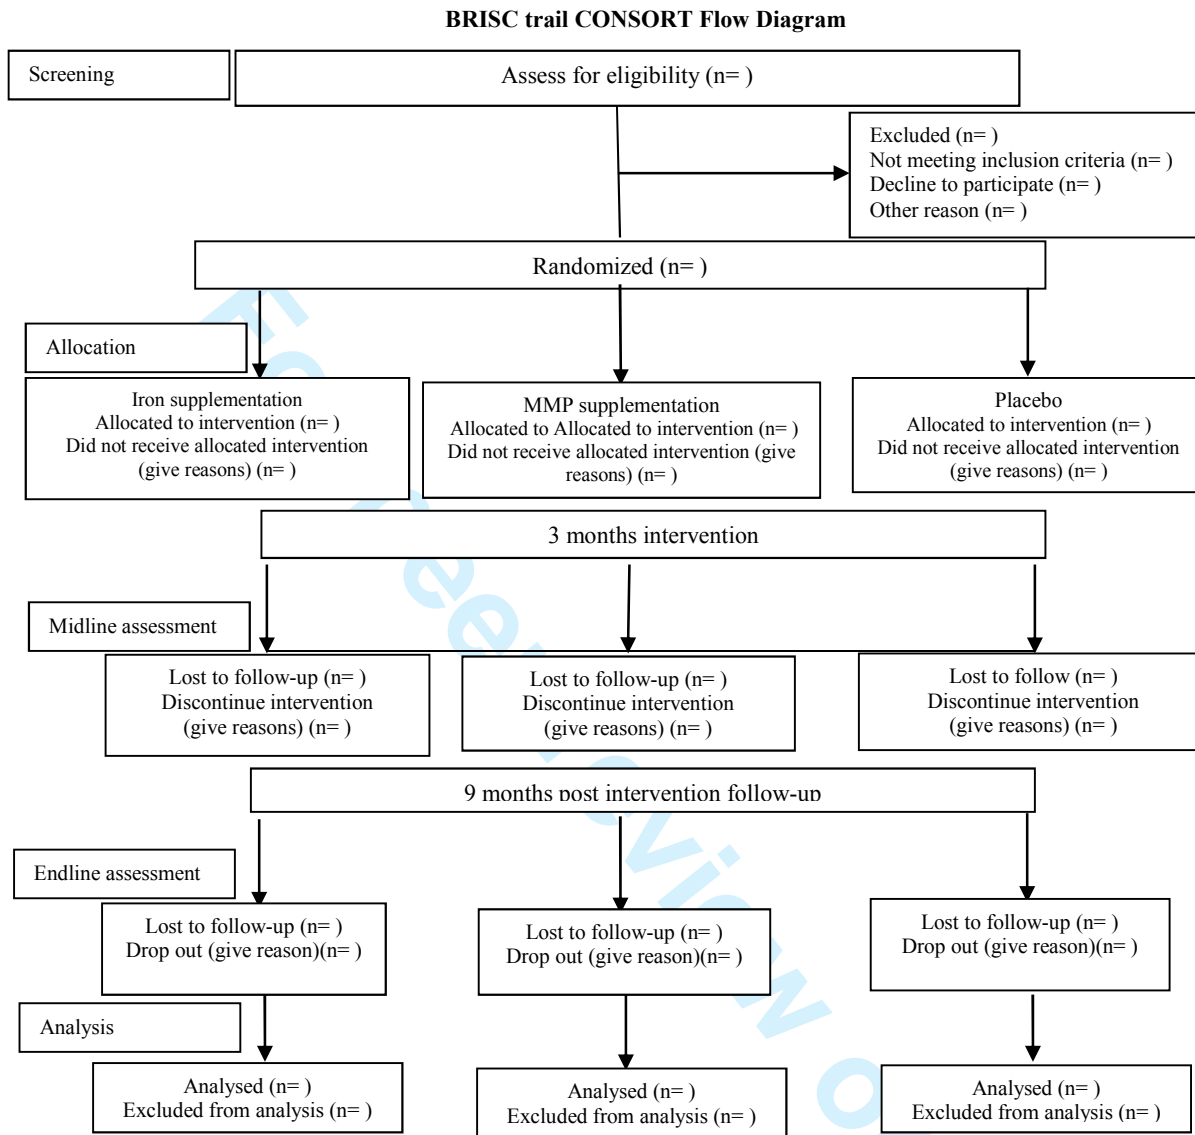 BRISC trail CONSORT Flow Diagram
Screening
Assess for eligibility (n= )
Excluded (n= )
Not meeting inclusion criteria (n= )
Decline to participate (n= )
Other reason (n= )
Randomized (n= )
Allocation
Iron supplementation
Allocated to intervention (n= )
Did not receive allocated intervention
(give reasons) (n= )
MMP supplementation
Allocated to Allocated to intervention (n= )
Did not receive allocated intervention (give
reasons) (n= )
Placebo
Allocated to intervention (n= )
Did not receive allocated intervention
(give reasons) (n= )
3 months intervention
Midline assessment
Lost to follow-up (n= )
Discontinue intervention
(give reasons) (n= )
Lost to follow-up (n= )
Discontinue intervention
(give reasons) (n= )
Lost to follow (n= )
Discontinue intervention
(give reasons) (n= )
9 months post intervention follow-up
Endline assessment
Lost to follow-up (n= )
Drop out (give reason)(n= )
Lost to follow-up (n= )
Drop out (give reason)(n= )
Lost to follow-up (n= )
Drop out (give reason)(n= )
Analysis
Analysed (n= )
Excluded from analysis (n= )
Analysed (n= )
Excluded from analysis (n= )
Analysed (n= )
Excluded from analysis (n= )